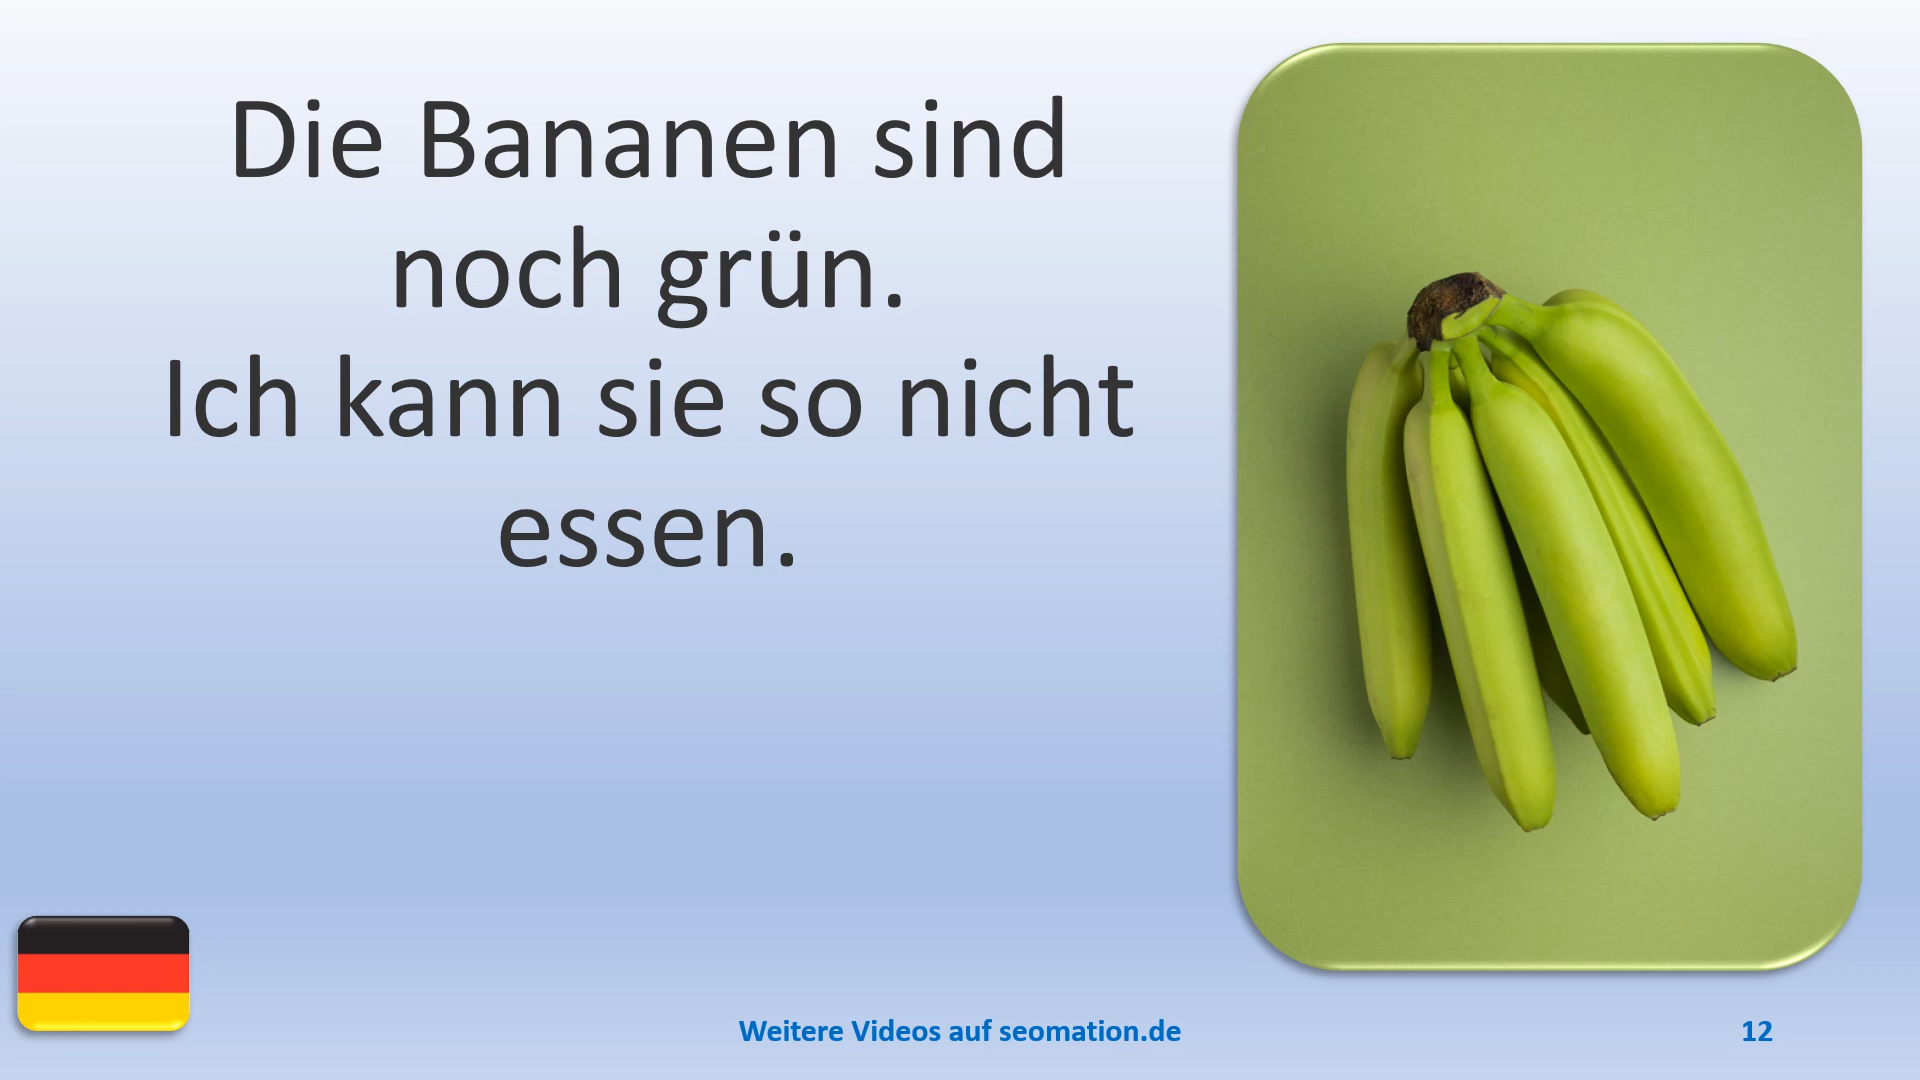 Die Bananen sind
noch grün.
Ich kann sie so nicht
essen.
Weitere Videos auf seomation.de
12